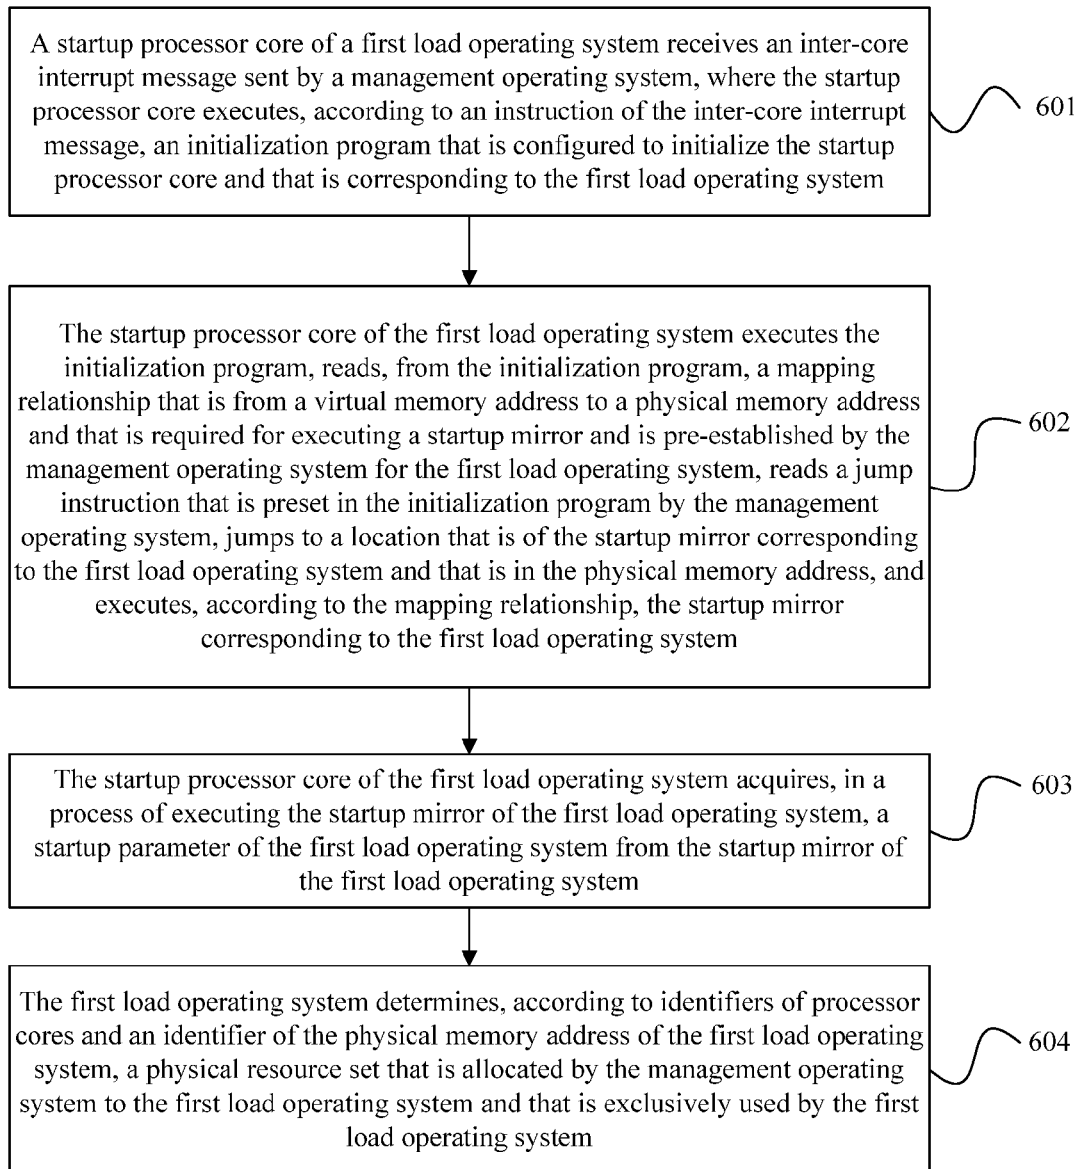 A startup processor core of a first load operating system receives an inter-core
interrupt message sent by a management operating system, where the startup
processor core executes, according to an instruction of the inter-core interrupt
message, an initialization program that is configured to initialize the startup
processor core and that is corresponding to the first load operating system
601
The startup processor core of the first load operating system executes the
initialization program, reads, from the initialization program, a mapping
relationship that is from a virtual memory address to a physical memory address
and that is required for executing a startup mirror and is pre-established by the
management operating system for the first load operating system, reads a jump
instruction that is preset in the initialization program by the management
operating system, jumps to a location that is of the startup mirror corresponding
to the first load operating system and that is in the physical memory address, and
executes, according to the mapping relationship, the startup mirror
corresponding to the first load operating system
602
The startup processor core of the first load operating system acquires, in a
process of executing the startup mirror of the first load operating system, a
startup parameter of the first load operating system from the startup mirror of
the first load operating system
603
The first load operating system determines, according to identifiers of processor
cores and an identifier of the physical memory address of the first load operating
system, a physical resource set that is allocated by the management operating
system to the first load operating system and that is exclusively used by the first
load operating system
604